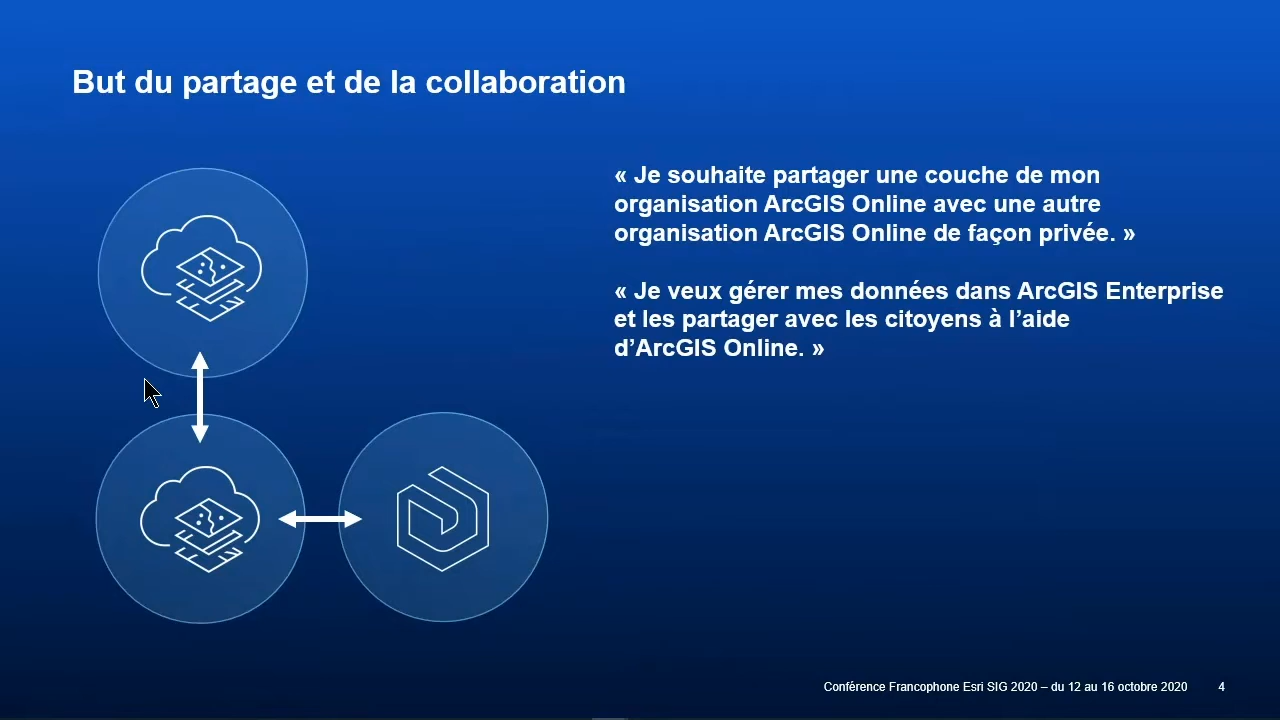 But du partage et de la collaboration
« Je souhaite partager une couche de mon
organisation ArcGIS Online avec une autre
organisation ArcGIS Online de façon privée. »
« Je veux gérer mes données dans ArcGIS Enterprise
et les partager avec les citoyens à l’aide
d’ArcGIS Online. »
Conférence Francophone Esri SIG 2020 – du 12 au 16 octobre 2020
4